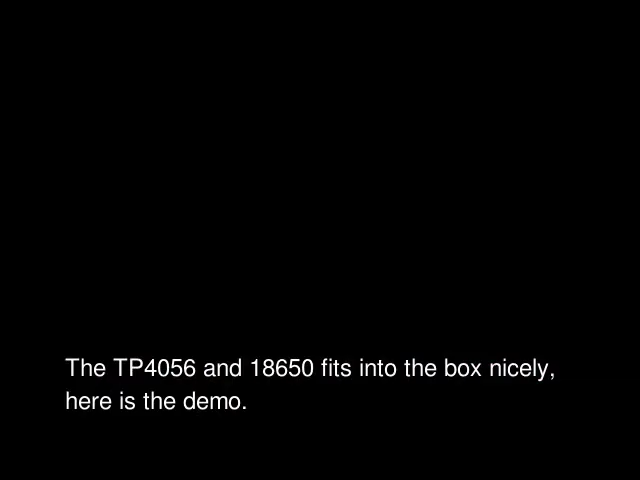 The TP4056 and 18650 fits into the box nicely,
here is the demo.